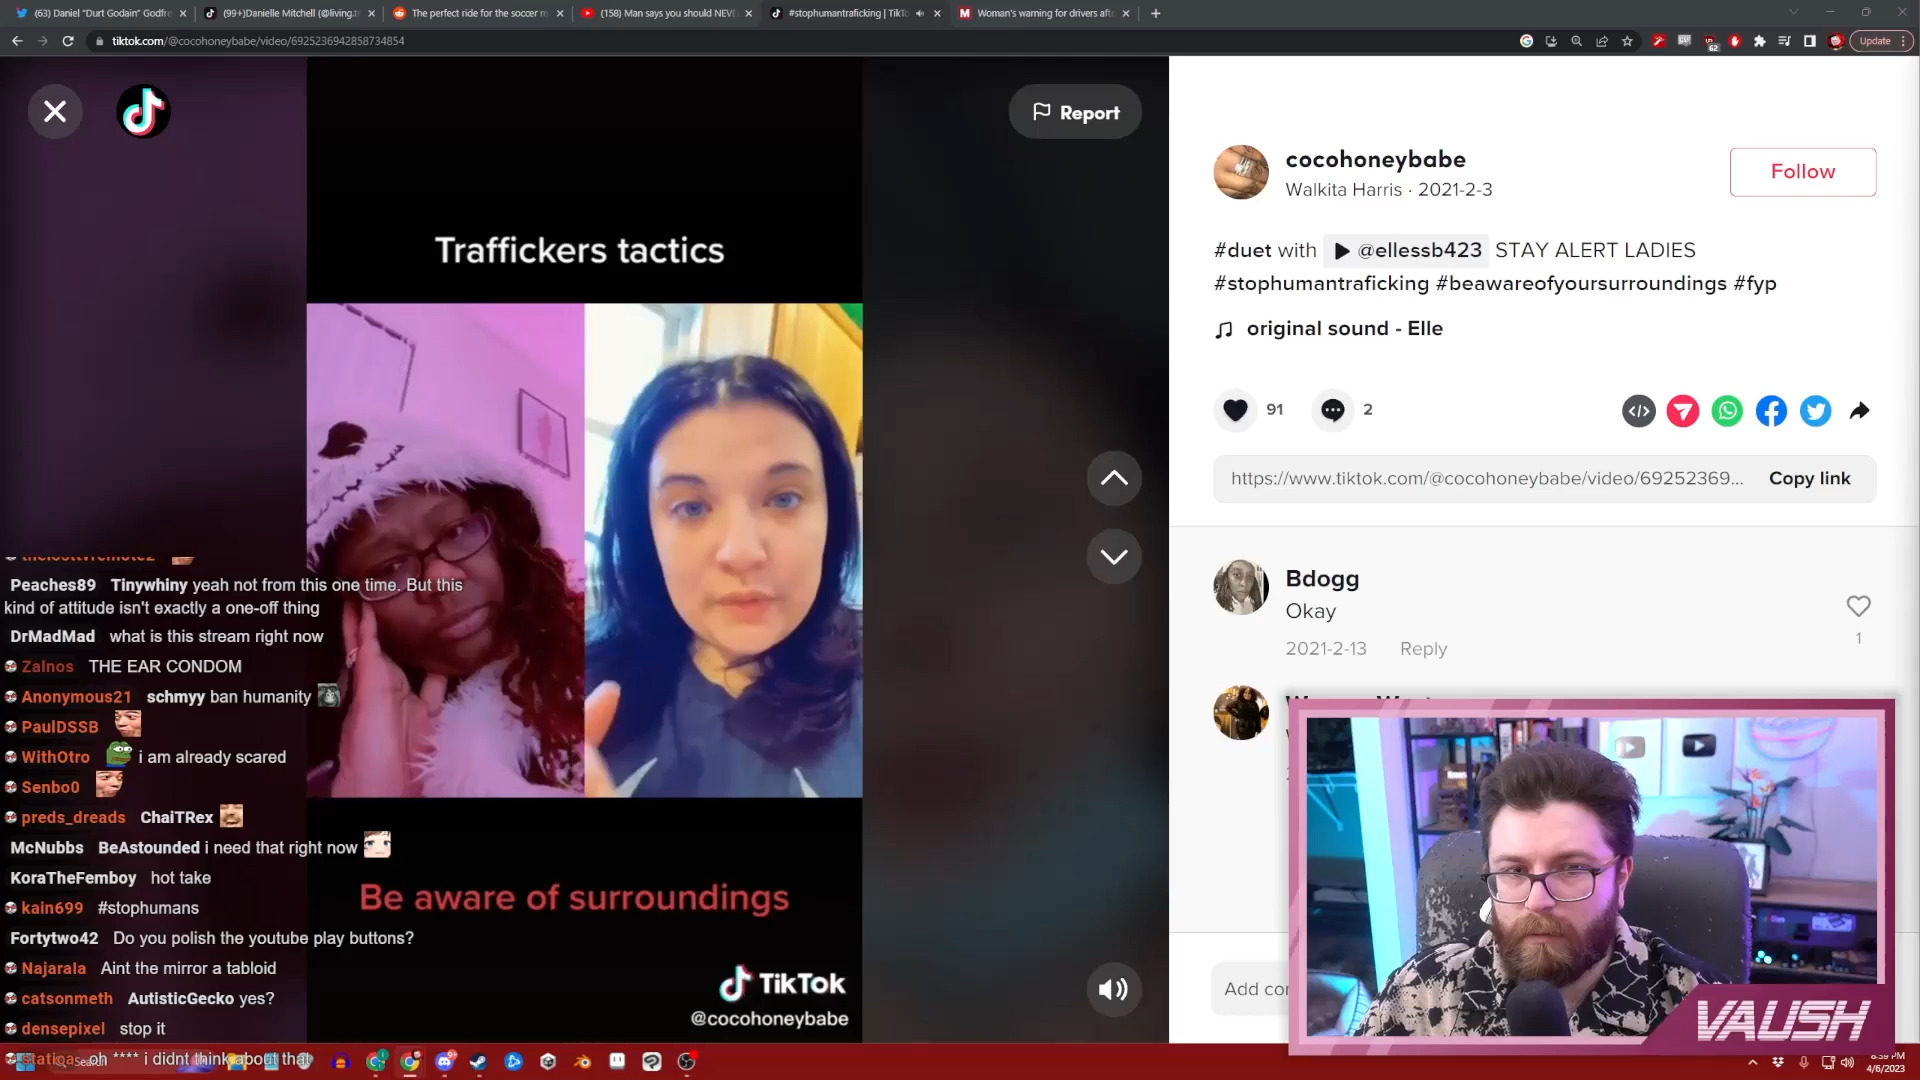 (63) Daniel "Durt Godain" Godfre
(99+)Danielle Mitchell (@living.t
The perfect ride for the soccer m
(158) Man says you should NEVE
#stophumantraficking | TikT
Woman's warning for drivers aft
tiktok.com/@cocohoneybabe/video/6925236942858734854
62
Update
Report
Traffickers tactics
cocohoneybabe
Walkita Harris · 2021-2-3
Follow
#duet with @ellessb423 STAY ALERT LADIES
#stophumantraficking #beawareofyoursurroundings #fyp
original sound - Elle
91
2
https://www.tiktok.com/@cocohoneybabe/video/69252369...
Copy link
Bdogg
Okay
1
2021-2-13 Reply
Peaches89 Tinywhiny yeah not from this one time. But this
kind of attitude isn't exactly a one-off thing
DrMadMad what is this stream right now
Zalnos THE EAR CONDOM
Anonymous21 schmyy ban humanity
PaulDSSB
WithOtro i am already scared
Senbo0
preds_dreads ChaiTRex
McNubbs BeAstounded i need that right now
KoraTheFemboy hot take
kain699 #stophumans
Fortytwo42 Do you polish the youtube play buttons?
Najarala Aint the mirror a tabloid
catsonmeth AutisticGecko yes?
densepixel stop it
oh **** i didnt think about that
Be aware of surroundings
TikTok
@cocohoneybabe
Add co
VAUSH
8:39 PM
4/6/2023